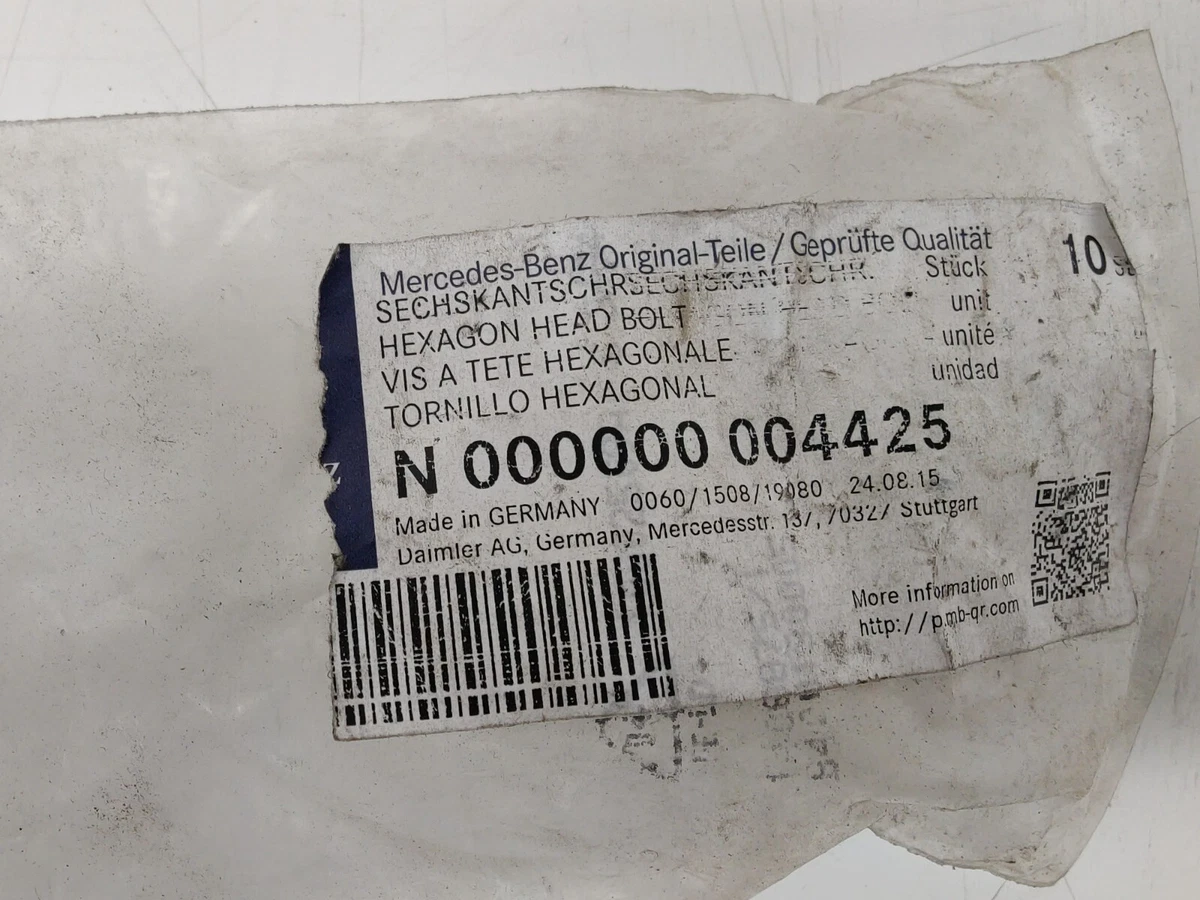 Mercedes-Benz Original-Teile / Geprüfte Qualität
SECHSKANTSCHRSECHSKANTSCHR. Stück 10
HEXAGON HEAD BOLT unit
VIS A TETE HEXAGONALE unité
TORNILLO HEXAGONAL unidad
N 000000 004425
Made in GERMANY 0060/1508/19080 24.08.15
Daimler AG, Germany, Mercedesstr. 137, 70327 Stuttgart
More information on
http://p.mb-qr.com